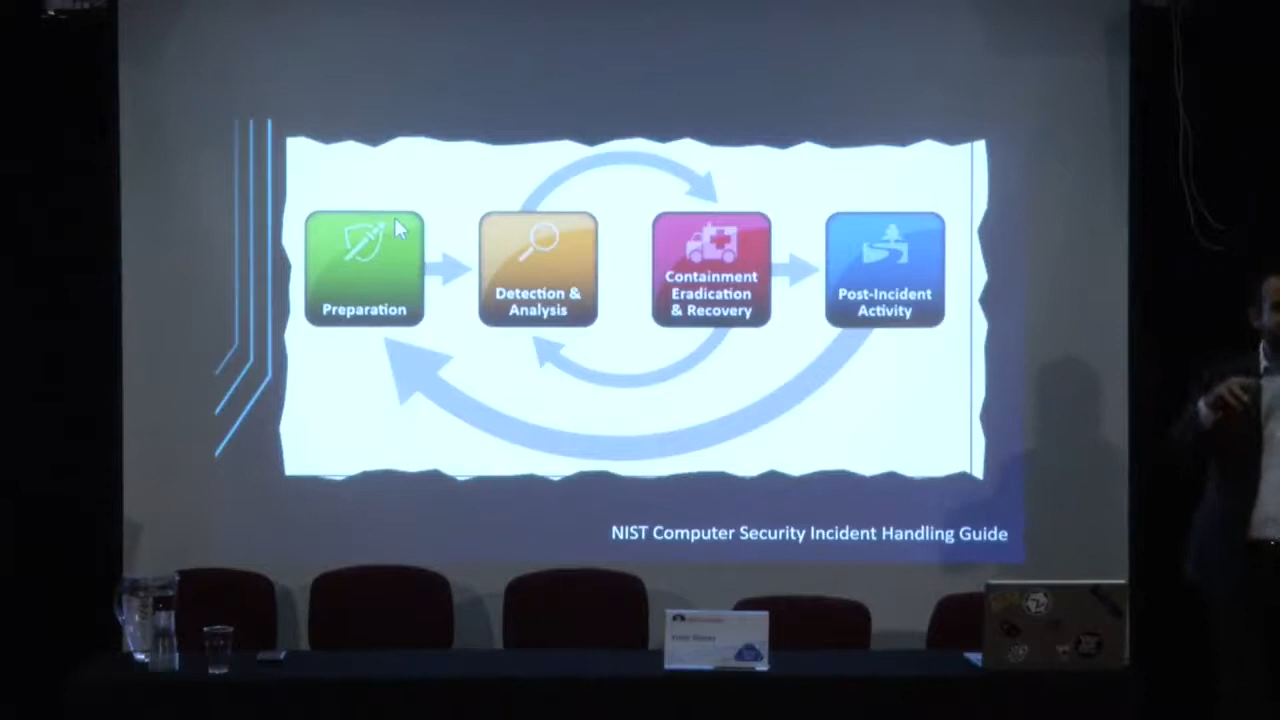 Preparation
Detection &
Analysis
Containment
Eradication
& Recovery
Post-Incident
Activity
NIST Computer Security Incident Handling Guide